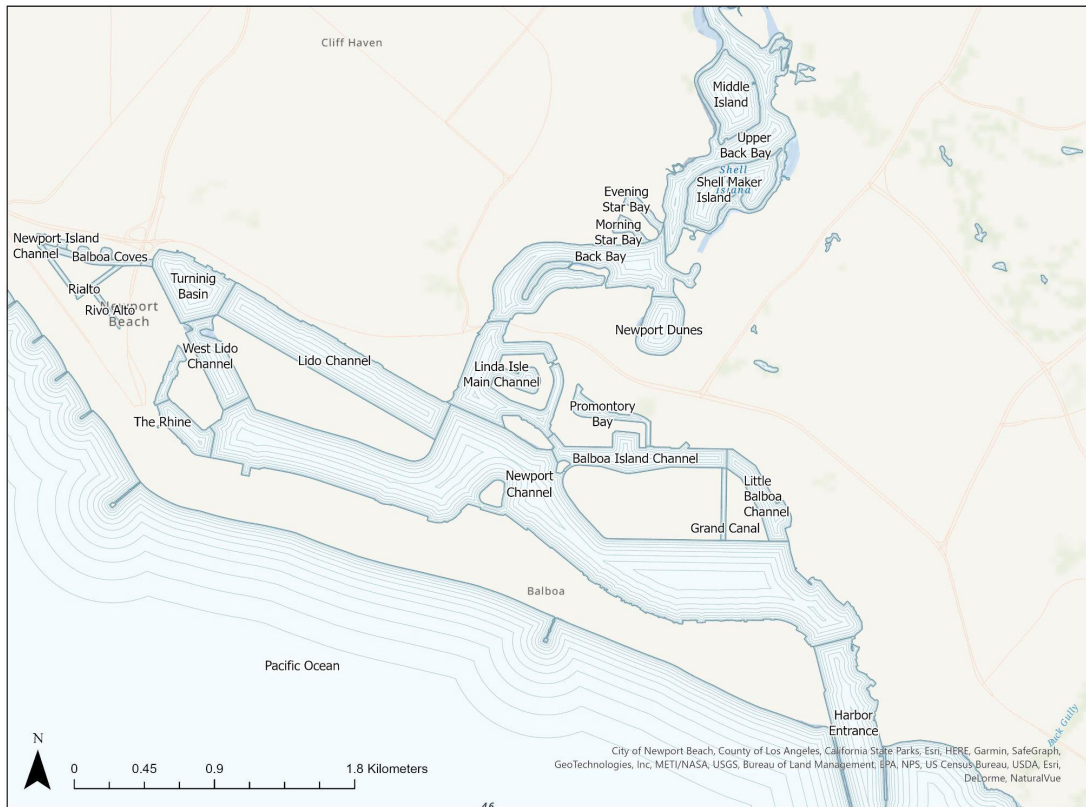 Cliff Haven
Middle
Island
Upper
Back Bay
Shell
Island
Shell Maker
Island
Evening
Star Bay
Morning
Star Bay
Back Bay
Newport Island
Channel
Balboa Coves
Turninig
Basin
Rialto
Rivo Alto
Newport
Beach
Newport Dunes
West Lido
Channel
Lido Channel
Linda Isle
Main Channel
The Rhine
Promontory
Bay
Balboa Island Channel
Newport
Channel
Little
Balboa
Channel
Grand Canal
Balboa
Pacific Ocean
Harbor
Entrance
Buck Gully
N
0 0.45 0.9 1.8 Kilometers
City of Newport Beach, County of Los Angeles, California State Parks, Esri, HERE, Garmin, SafeGraph,
GeoTechnologies, Inc, METI/NASA, USGS, Bureau of Land Management, EPA, NPS, US Census Bureau, USDA, Esri,
DeLorme, NaturalVue